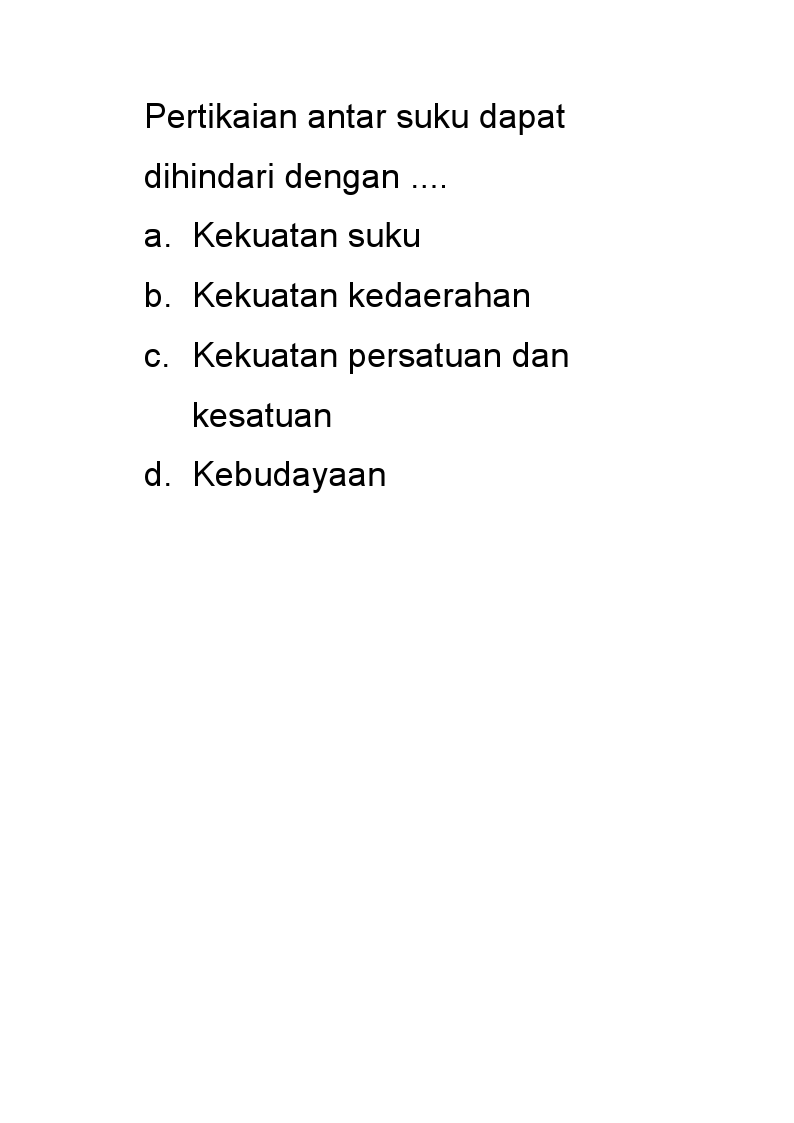 Pertikaian antar suku dapat
dihindari dengan ....
a. Kekuatan suku
b. Kekuatan kedaerahan
c. Kekuatan persatuan dan
kesatuan
d. Kebudayaan